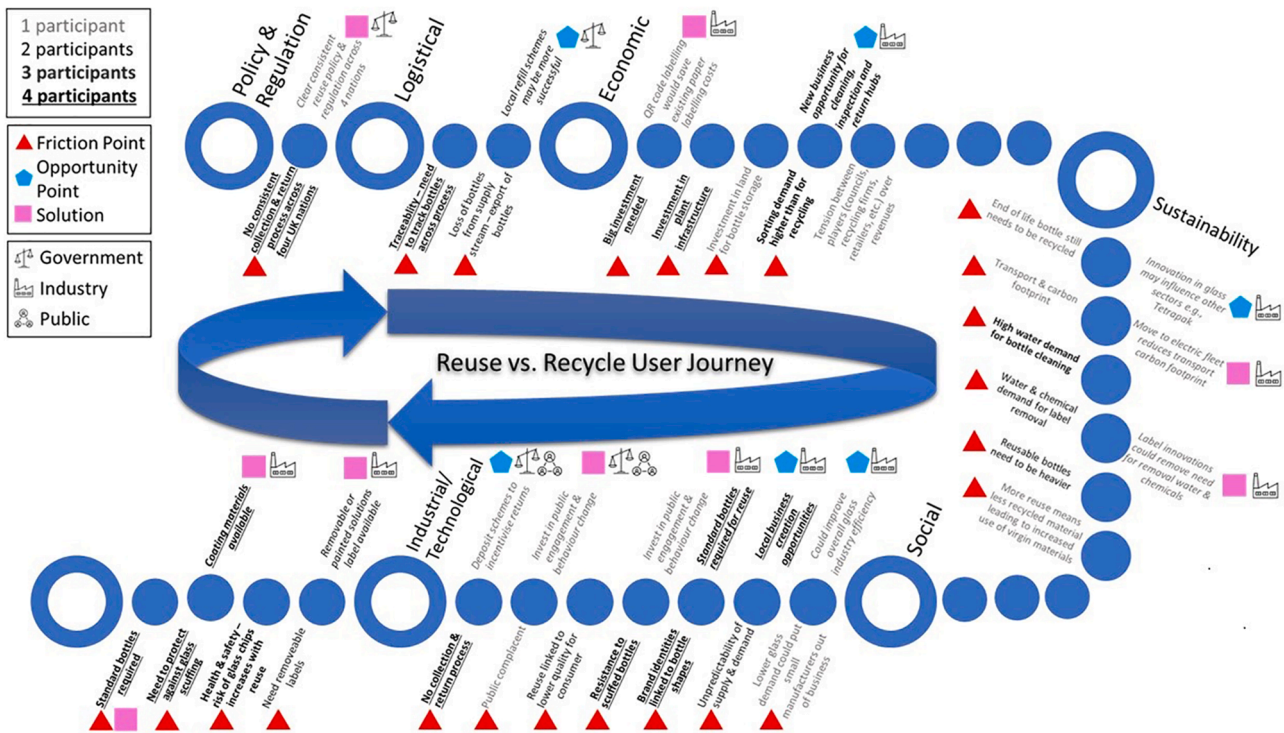 1 participant
2 participants
3 participants
4 participants
Friction Point
Opportunity
Point
Solution
Government
Industry
Public
Policy &
Regulation
Clear consistent
reuse policy &
regulation across
4 nations
No consistent
collection & return
process across
four UK nations
Logistical
Traceability – need
to track bottles
across process
Loss of bottles
from supply
stream – export of
bottles
Local refill schemes
may be more
successful
Economic
Big investment
needed
QR code labelling
would save
existing paper
labelling costs
Investment in
plant
infrastructure
Investment in land
for bottle storage
Sorting demand
higher than for
recycling
New business
opportunity for
cleaning,
inspection and
return hubs
Tension between
players (councils,
recycling firms,
retailers, etc.) over
revenues
Sustainability
End of life bottle still
needs to be recycled
Transport & carbon
footprint
High water demand
for bottle cleaning
Water & chemical
demand for label
removal
Reusable bottles
need to be heavier
More reuse means
less recycled material
leading to increased
use of virgin materials
Innovation in glass
may influence other
sectors e.g.,
Tetrapak
Move to electric fleet
reduces transport
carbon footprint
Label innovations
could remove need
for removal water &
chemicals
Reuse vs. Recycle User Journey
Industrial/
Technological
Standard bottles
required
Need to protect
against glass
scuffing
Coating materials
available
Health & safety –
risk of glass chips
increases with
reuse
Need removeable
labels
Removable or
painted solutions
label available
Social
No collection &
return process
Deposit schemes to
incentivise returns
Public complacent
Invest in public
engagement &
behaviour change
Reuse linked to
lower quality for
consumer
Resistance to
scuffed bottles
Invest in public
engagement &
behaviour change
Brand identities
linked to bottle
shapes
Standard bottles
required for reuse
Unpredictability of
supply & demand
Local business
creation
opportunities
Lower glass
demand could put
small
manufacturers out
of business
Could improve
overall glass
industry efficiency